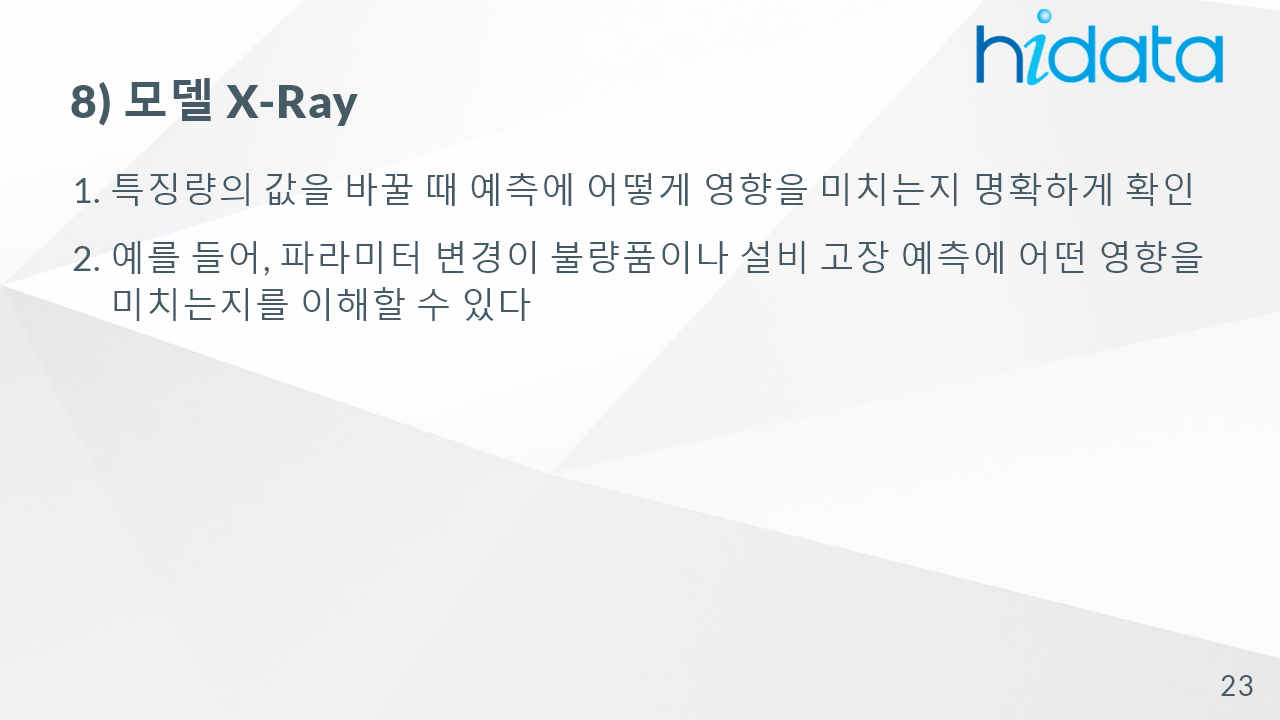 hidata
8) 모델 X-Ray
1. 특징량의 값을 바꿀 때 예측에 어떻게 영향을 미치는지 명확하게 확인
2. 예를 들어, 파라미터 변경이 불량품이나 설비 고장 예측에 어떤 영향을
미치는지를 이해할 수 있다
23